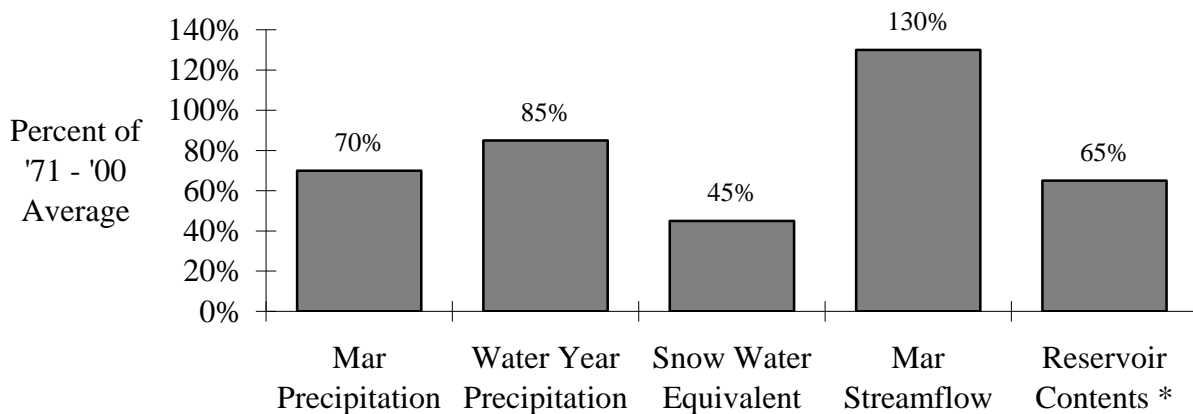 140%
120%
100%
80%
60%
40%
20%
0%
Percent of
'71 - '00
Average
70%
85%
45%
130%
65%
Mar
Precipitation
Water Year
Precipitation
Snow Water
Equivalent
Mar
Streamflow
Reservoir
Contents *